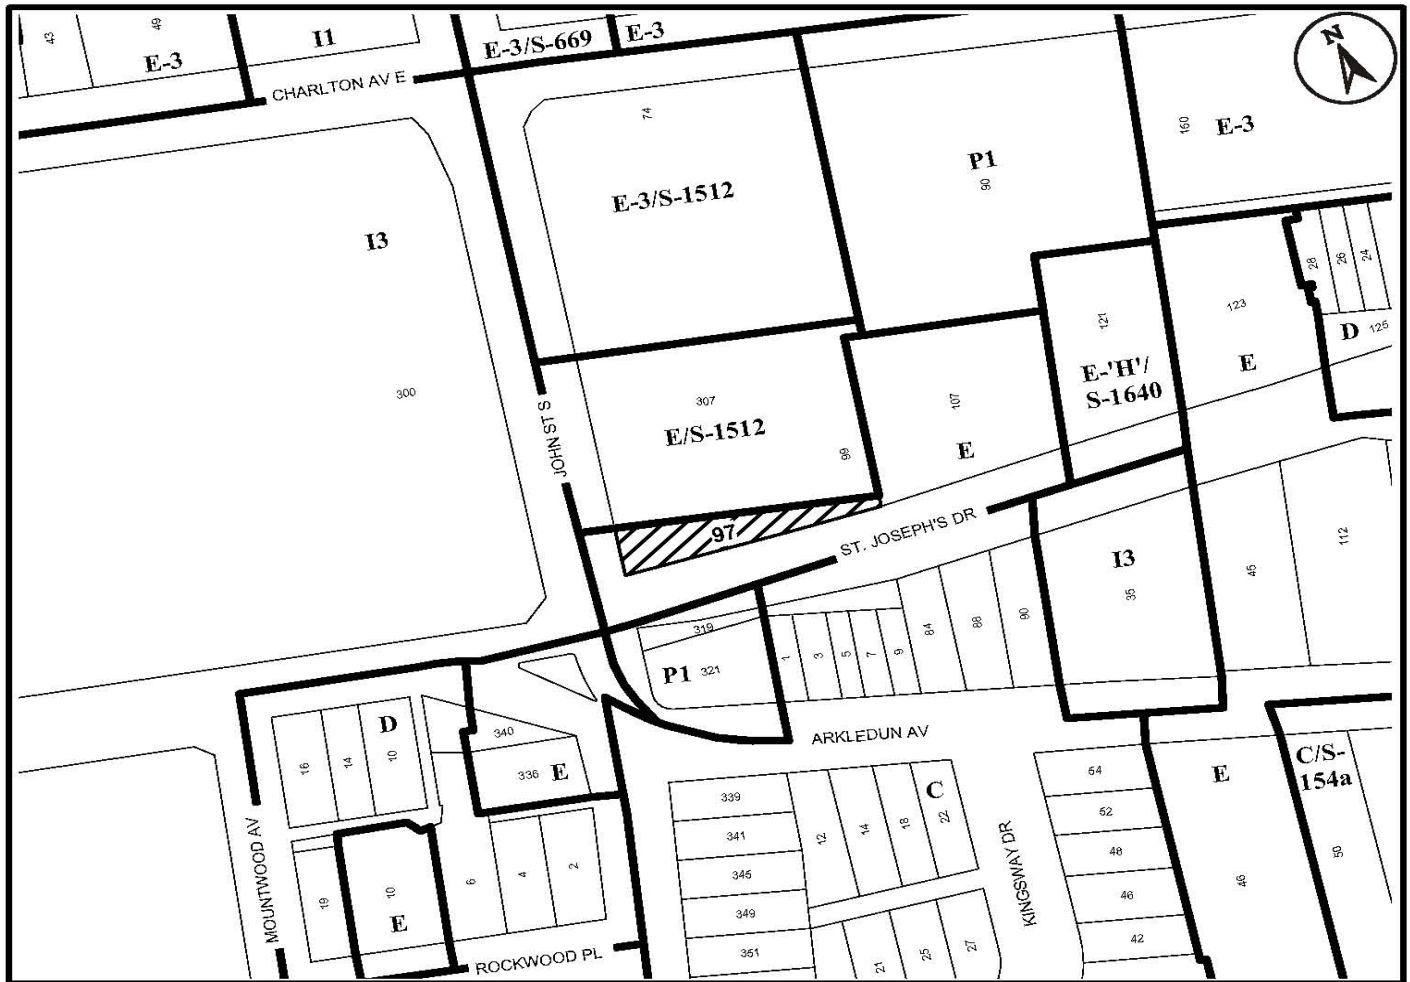 43
49
E-3
I1
E-3/S-669
E-3
N
CHARLTON AV E
74
E-3/S-1512
P1
90
160
E-3
I3
300
28
26
24
123
D
125
E
121
E-'H'/
S-1640
307
E/S-1512
99
107
E
JOHN ST S
97
ST. JOSEPH'S DR
I3
35
45
112
319
P1
321
1
3
5
7
9
84
88
90
ARKLEDUN AV
D
16
14
10
340
336
E
MOUNTWOOD AV
19
10
E
6
4
2
ROCKWOOD PL
339
341
345
349
351
12
14
18
22
C
21
25
27
KINGSWAY DR
54
52
48
46
42
E
46
C/S-
154a
50